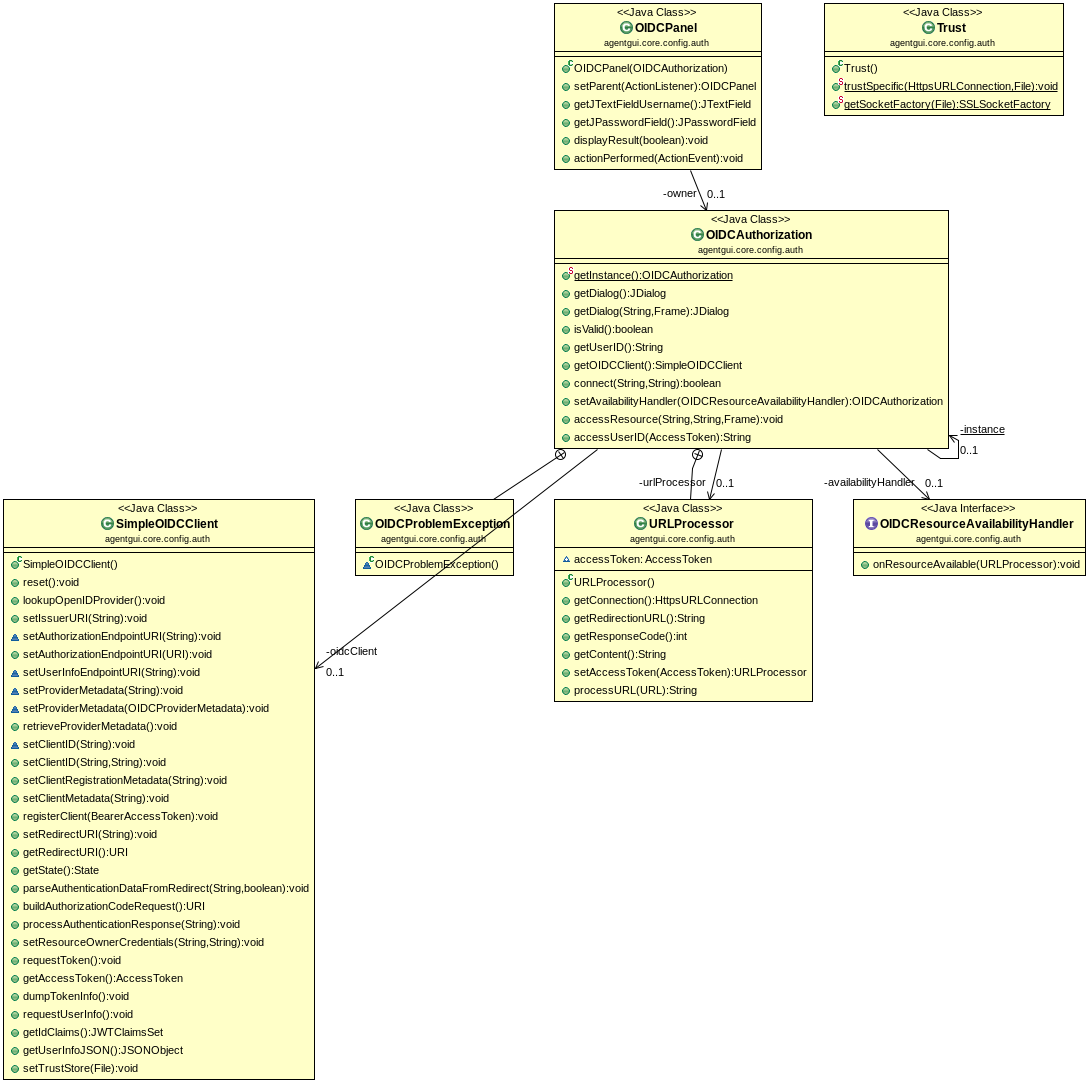 <<Java Class>>
OIDCPanel
agentgui.core.config.auth
OIDCPanel(OIDCAuthorization)
setParent(ActionListener):OIDCPanel
getJTextFieldUsername():JTextField
getJPasswordField():JPasswordField
displayResult(boolean):void
actionPerformed(ActionEvent):void
<<Java Class>>
Trust
agentgui.core.config.auth
Trust()
trustSpecific(HttpsURLConnection,File):void
getSocketFactory(File):SSLSocketFactory
-owner
0..1
<<Java Class>>
OIDCAuthorization
agentgui.core.config.auth
getInstance():OIDCAuthorization
getDialog():JDialog
getDialog(String,Frame):JDialog
isValid():boolean
getUserID():String
getOIDCClient():SimpleOIDCClient
connect(String,String):boolean
setAvailabilityHandler(OIDCResourceAvailabilityHandler):OIDCAuthorization
accessResource(String,String,Frame):void
accessUserID(AccessToken):String
-instance
0..1
-urlProcessor
0..1
-availabilityHandler
0..1
-oidcClient
0..1
<<Java Class>>
SimpleOIDCClient
agentgui.core.config.auth
SimpleOIDCClient()
reset():void
lookupOpenIDProvider():void
setIssuerURI(String):void
setAuthorizationEndpointURI(String):void
setAuthorizationEndpointURI(URI):void
setUserInfoEndpointURI(String):void
setProviderMetadata(String):void
setProviderMetadata(OIDCProviderMetadata):void
retrieveProviderMetadata():void
setClientID(String):void
setClientID(String,String):void
setClientRegistrationMetadata(String):void
setClientMetadata(String):void
registerClient(BearerAccessToken):void
setRedirectURI(String):void
getRedirectURI():URI
getState():State
parseAuthenticationDataFromRedirect(String,boolean):void
buildAuthorizationCodeRequest():URI
processAuthenticationResponse(String):void
setResourceOwnerCredentials(String,String):void
requestToken():void
getAccessToken():AccessToken
dumpTokenInfo():void
requestUserInfo():void
getIdClaims():JWTClaimsSet
getUserInfoJSON():JSONObject
setTrustStore(File):void
<<Java Class>>
OIDCProblemException
agentgui.core.config.auth
OIDCProblemException()
<<Java Class>>
URLProcessor
agentgui.core.config.auth
accessToken: AccessToken
URLProcessor()
getConnection():HttpsURLConnection
getRedirectionURL():String
getResponseCode():int
getContent():String
setAccessToken(AccessToken):URLProcessor
processURL(URL):String
<<Java Interface>>
OIDCResourceAvailabilityHandler
agentgui.core.config.auth
onResourceAvailable(URLProcessor):void